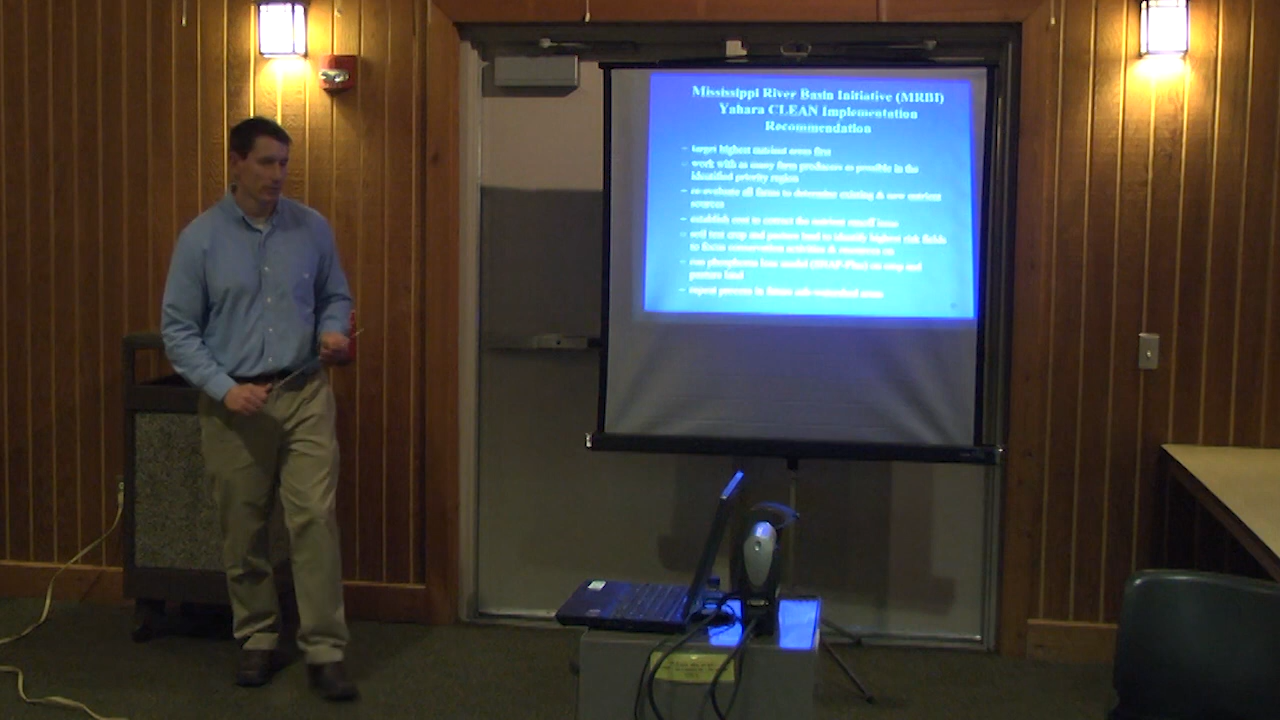 Mississippi River Basin Initiative (MRBI)
Yahara CLEAN Implementation
Recommendation
– target highest nutrient areas first
– work with as many farm producers as possible in the
identified priority region
– re-evaluate all farms to determine existing & new nutrient
sources
– establish cost to correct the nutrient runoff issue
– soil test crop and pasture land to identify highest risk fields
to focus conservation activities & resources on
– run phosphorus loss model (SNAP-Plus) on crop and
pasture land
– repeat process in future sub-watershed areas